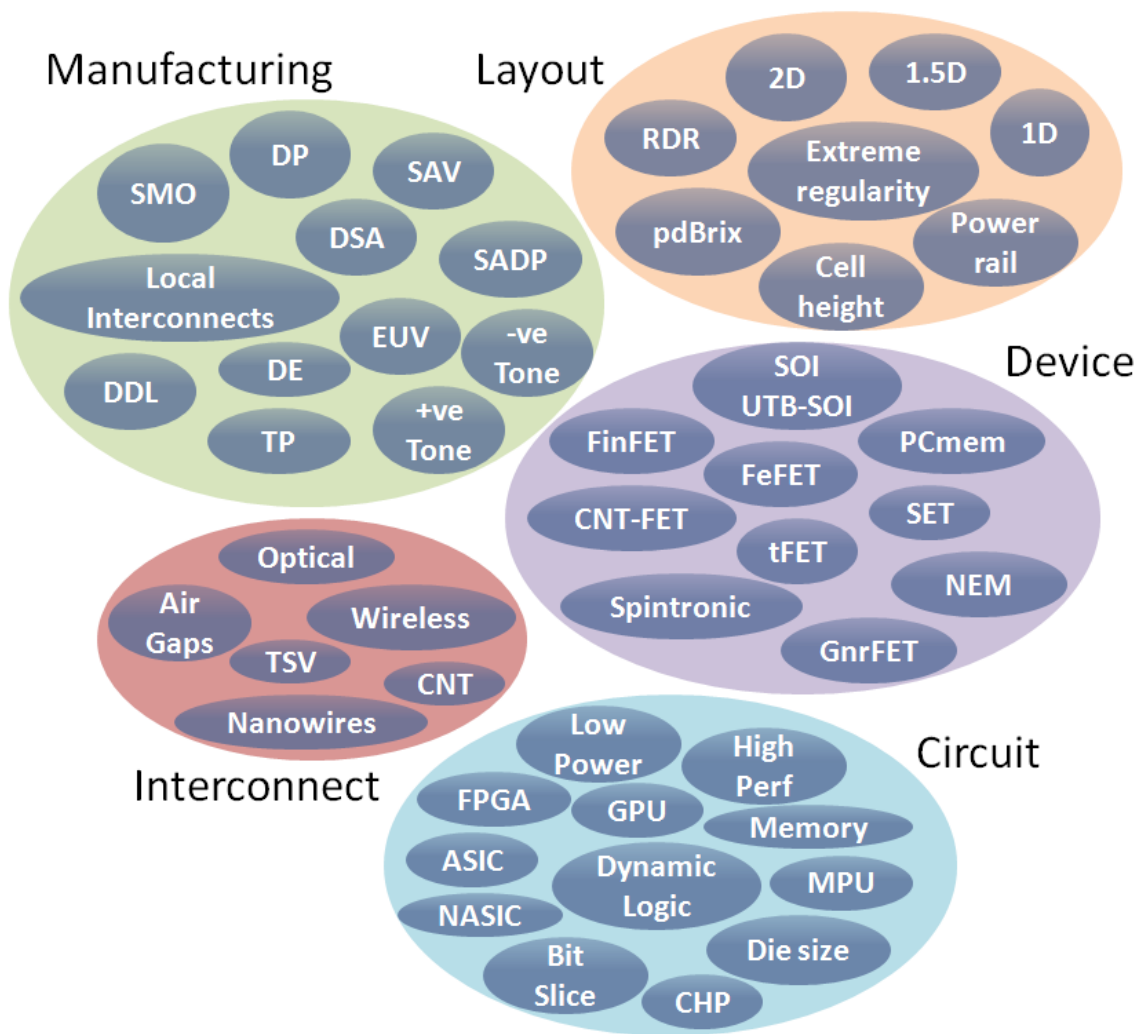 Manufacturing
DP
SAV
SMO
DSA
SADP
Local
Interconnects
EUV
-ve
Tone
DE
DDL
+ve
Tone
TP
Layout
2D
1.5D
RDR
1D
Extreme
regularity
pdBrix
Power
rail
Cell
height
Device
SOI
UTB-SOI
FinFET
PCmem
FeFET
CNT-FET
SET
tFET
NEM
Spintronic
GnrFET
Optical
Air
Gaps
Wireless
TSV
CNT
Nanowires
Interconnect
Circuit
Low
Power
High
Perf
FPGA
GPU
Memory
ASIC
Dynamic
Logic
MPU
NASIC
Die size
Bit
Slice
CHP